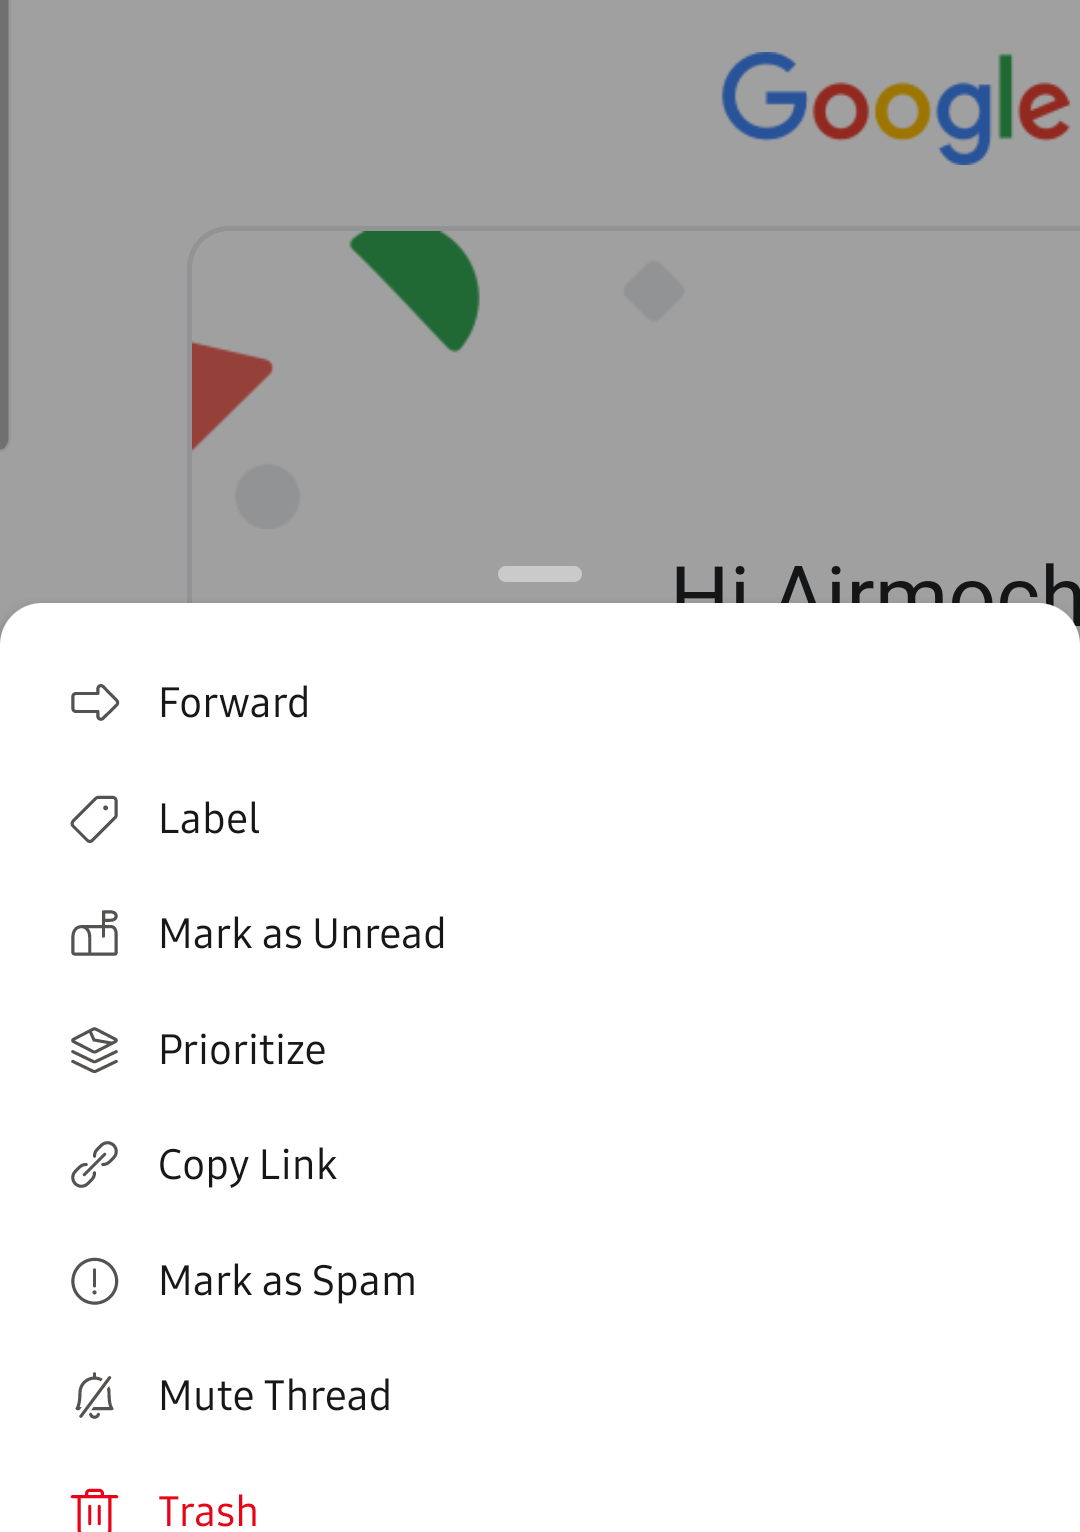 Google
Hi Airmoch
Forward
Label
Mark as Unread
Prioritize
Copy Link
Mark as Spam
Mute Thread
Trash